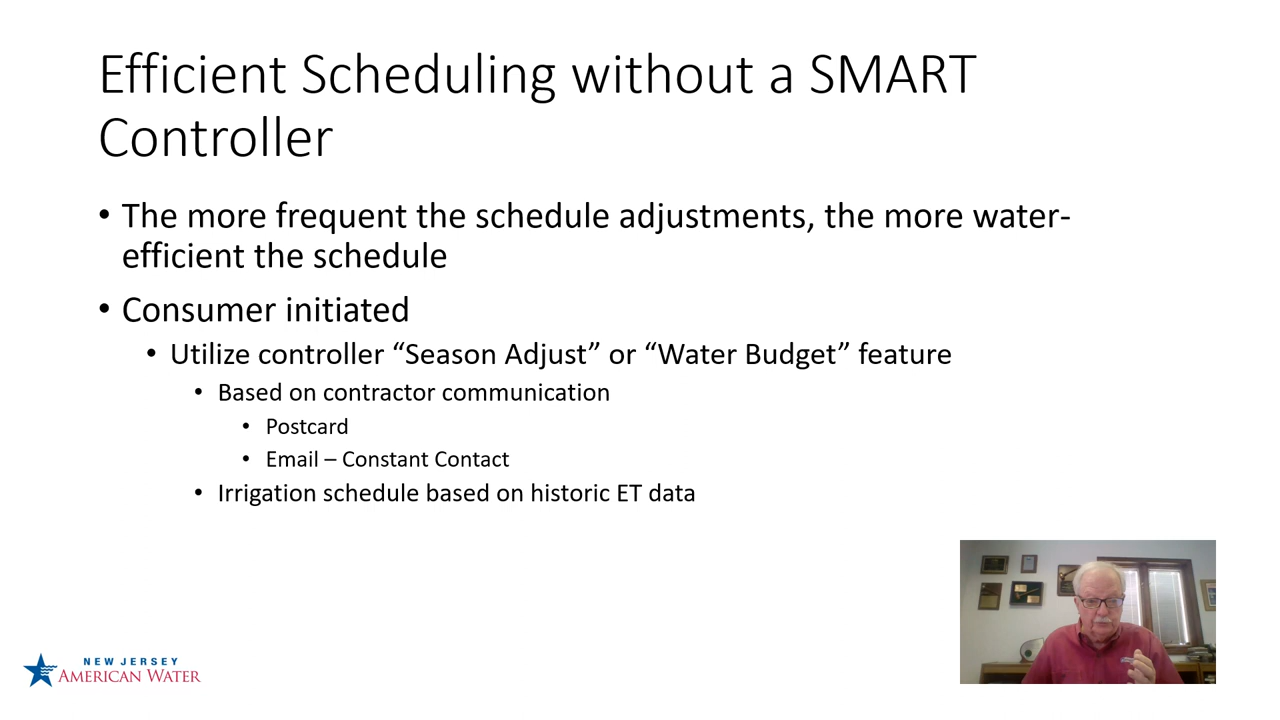 Efficient Scheduling without a SMART
Controller
• The more frequent the schedule adjustments, the more water-
efficient the schedule
• Consumer initiated
• Utilize controller “Season Adjust” or “Water Budget” feature
• Based on contractor communication
• Postcard
• Email – Constant Contact
• Irrigation schedule based on historic ET data
NEW JERSEY
AMERICAN WATER